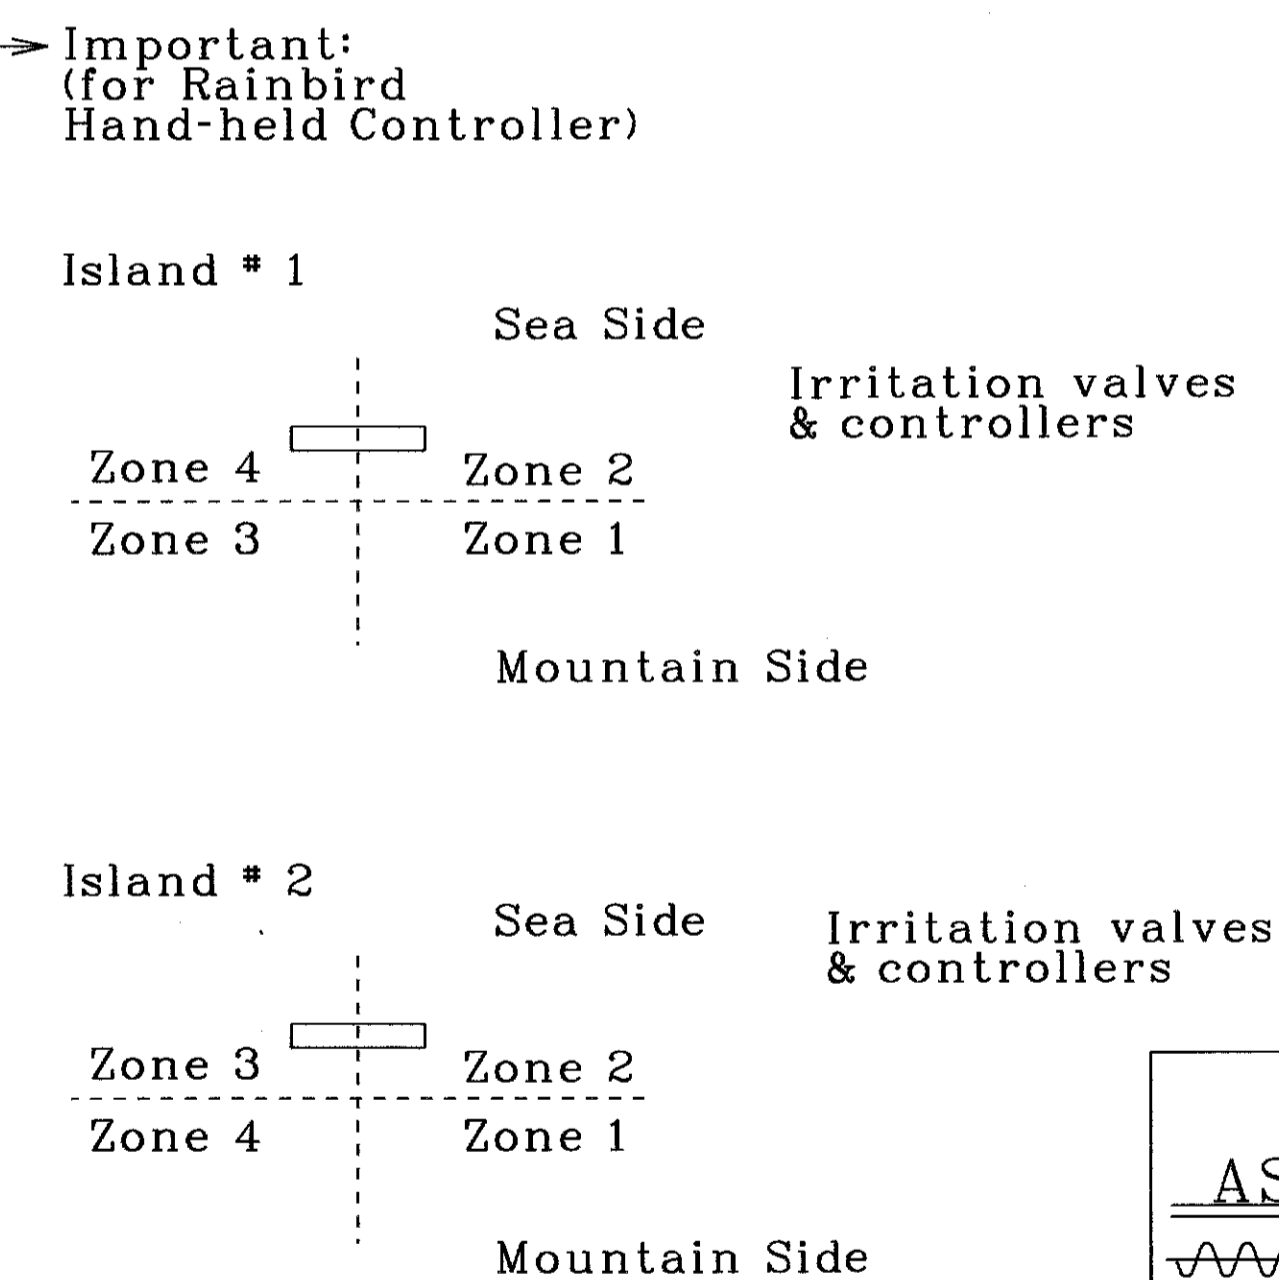 Important:
(for Rainbird
Hand-held Controller)
Island # 1
Sea Side
Irritation valves
& controllers
Zone 4
Zone 2
Zone 3
Zone 1
Mountain Side
Island # 2
Sea Side
Irritation valves
& controllers
Zone 3
Zone 2
Zone 4
Zone 1
AS
Mountain Side